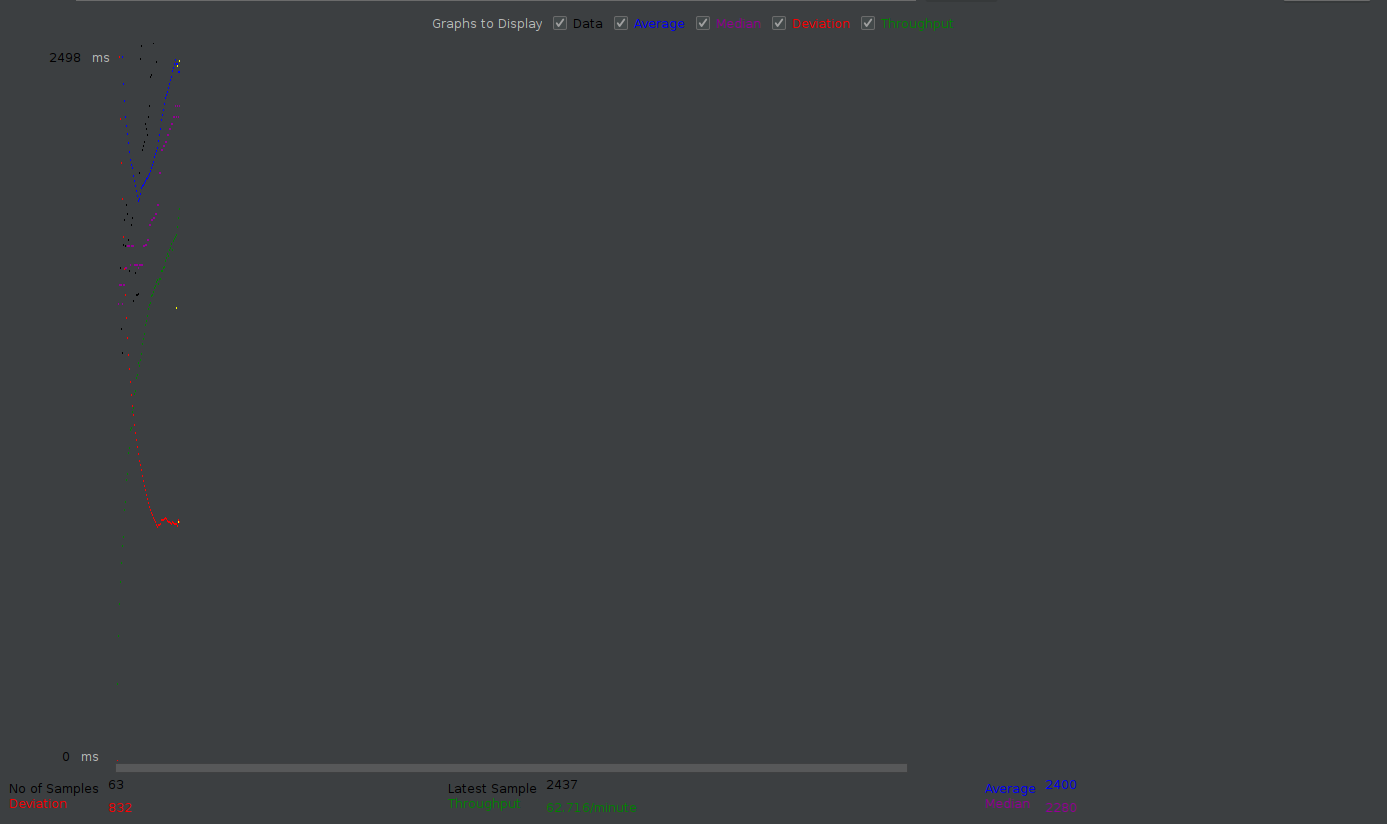 Graphs to Display Data Average Median Deviation Throughput
2498 ms
0 ms
No of Samples 63 Latest Sample 2437 Average 2400
Deviation 832 Throughput 62,716/minute Median